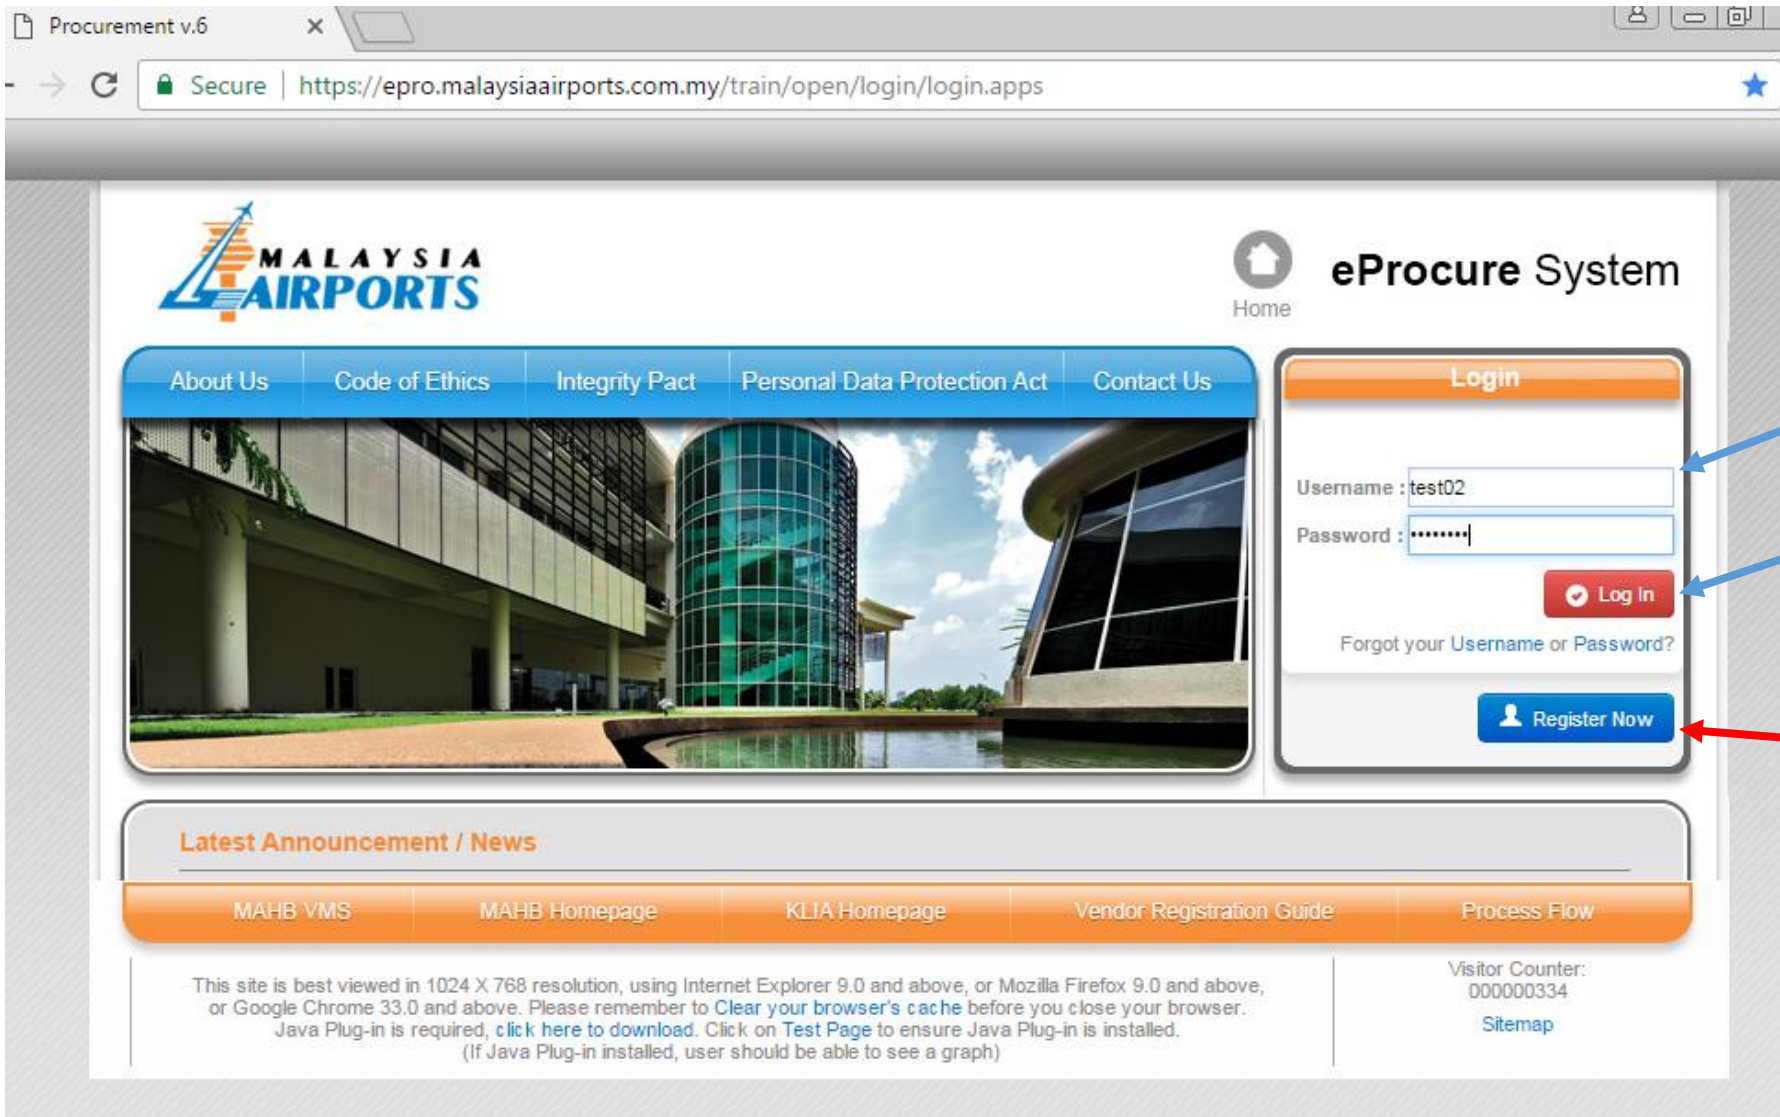 Procurement v.6
Secure | https://epro.malaysiaairports.com.my/train/open/login/login.apps
MALAYSIA
AIRPORTS
Home
eProcure System
About Us
Code of Ethics
Integrity Pact
Personal Data Protection Act
Contact Us
Login
Username : test02
Password : ••••••••
Log In
Forgot your Username or Password?
Register Now
Latest Announcement / News
MAHB VMS
MAHB Homepage
KLIA Homepage
Vendor Registration Guide
Process Flow
This site is best viewed in 1024 X 768 resolution, using Internet Explorer 9.0 and above, or Mozilla Firefox 9.0 and above,
or Google Chrome 33.0 and above. Please remember to Clear your browser's cache before you close your browser.
Java Plug-in is required, click here to download. Click on Test Page to ensure Java Plug-in is installed.
(If Java Plug-in installed, user should be able to see a graph)
Visitor Counter:
000000334
Sitemap